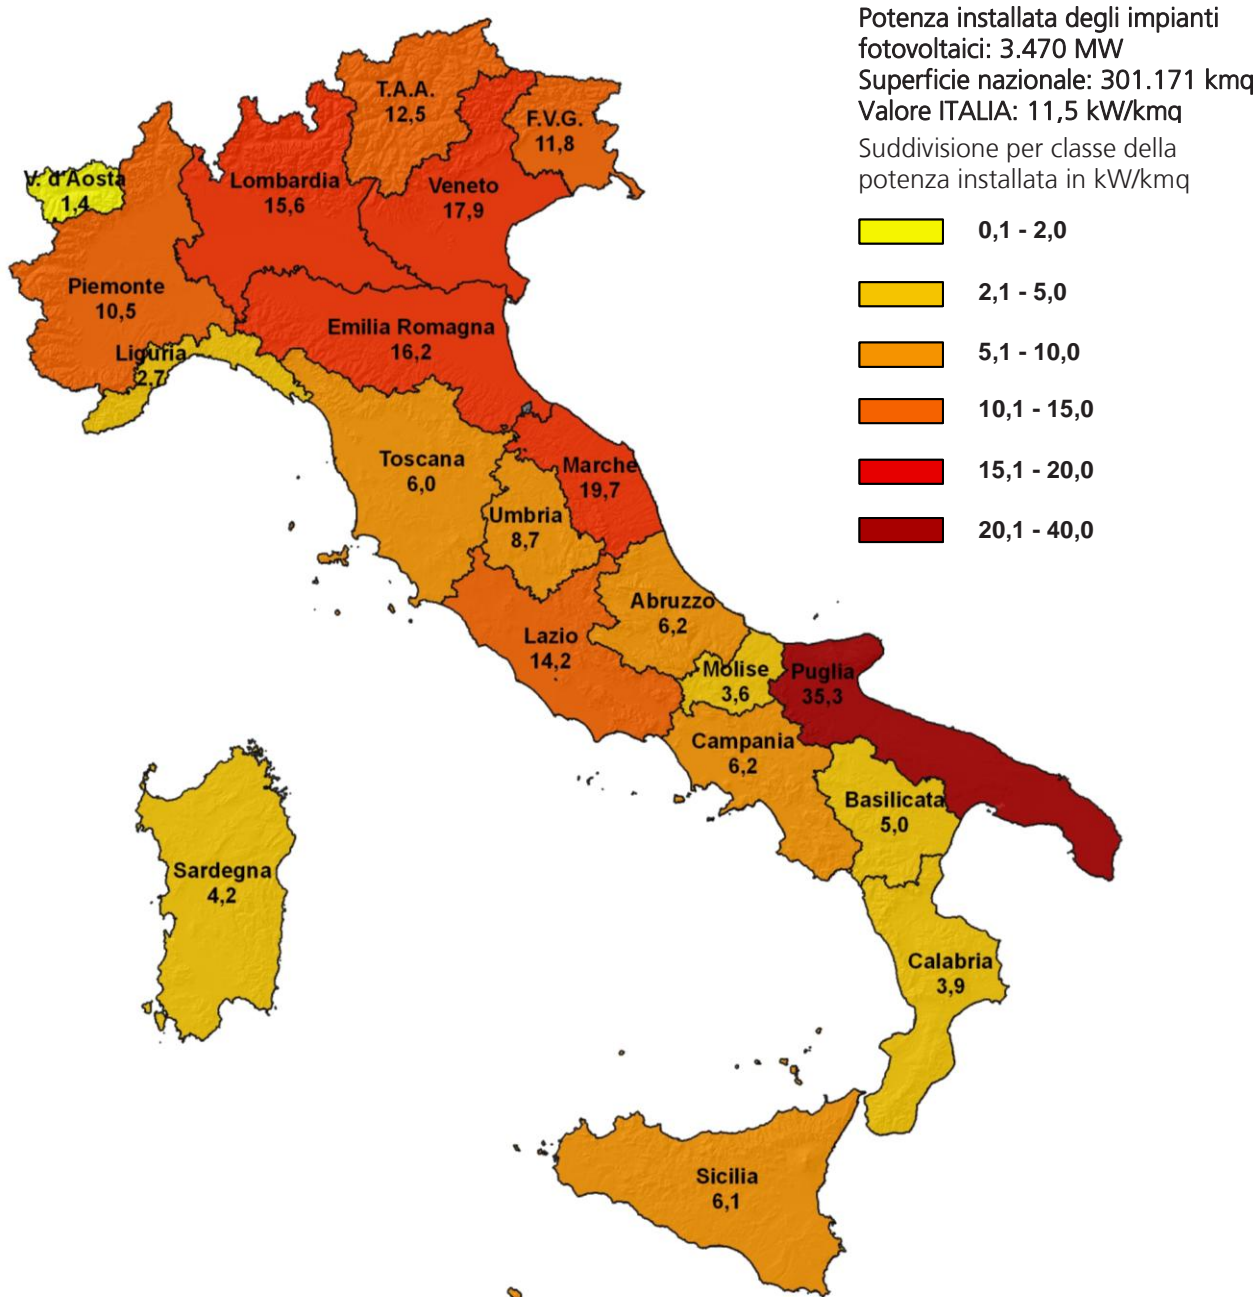 Potenza installata degli impianti
fotovoltaici: 3.470 MW
Superficie nazionale: 301.171 kmq
Valore ITALIA: 11,5 kW/kmq
Suddivisione per classe della
potenza installata in kW/kmq
0,1 - 2,0
2,1 - 5,0
5,1 - 10,0
10,1 - 15,0
15,1 - 20,0
20,1 - 40,0
T.A.A.
12,5
F.V.G.
11,8
V. d'Aosta
1,4
Lombardia
15,6
Veneto
17,9
Piemonte
10,5
Emilia Romagna
16,2
Liguria
2,7
Toscana
6,0
Marche
19,7
Umbria
8,7
Abruzzo
6,2
Lazio
14,2
Molise
3,6
Puglia
35,3
Campania
6,2
Basilicata
5,0
Sardegna
4,2
Calabria
3,9
Sicilia
6,1